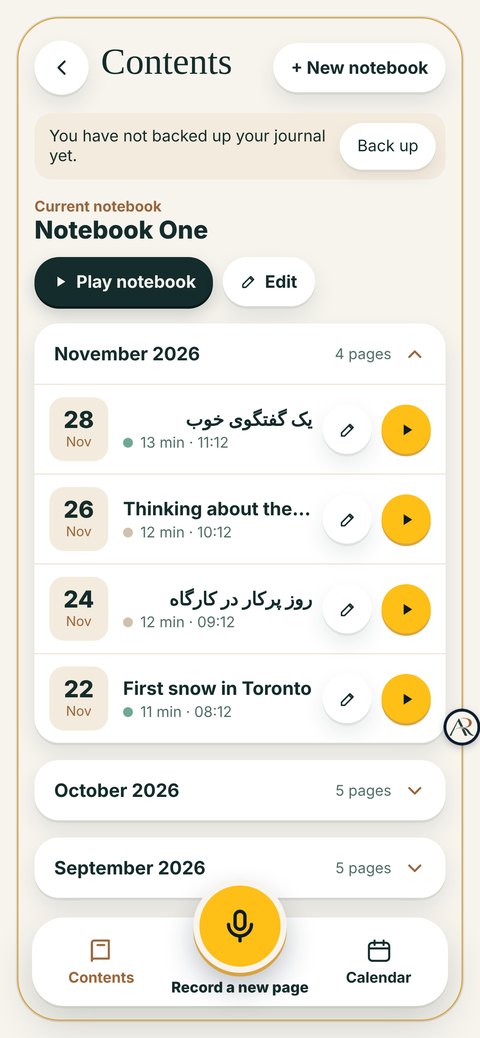 Contents
+ New notebook
You have not backed up your journal
yet.
Back up
Current notebook
Notebook One
Play notebook
Edit
November 2026
4 pages
28
Nov
یک گفتگوی خوب
13 min · 11:12
26
Nov
Thinking about the…
12 min · 10:12
24
Nov
روز پرکار در کارگاه
12 min · 09:12
22
Nov
First snow in Toronto
11 min · 08:12
AR
October 2026
5 pages
September 2026
5 pages
Contents
Record a new page
Calendar